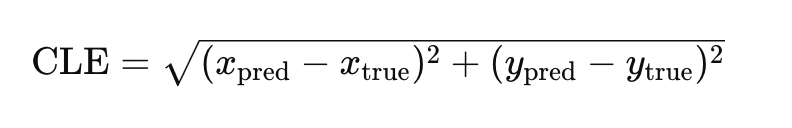 CLE = √(x_pred − x_true)² + (y_pred − y_true)²